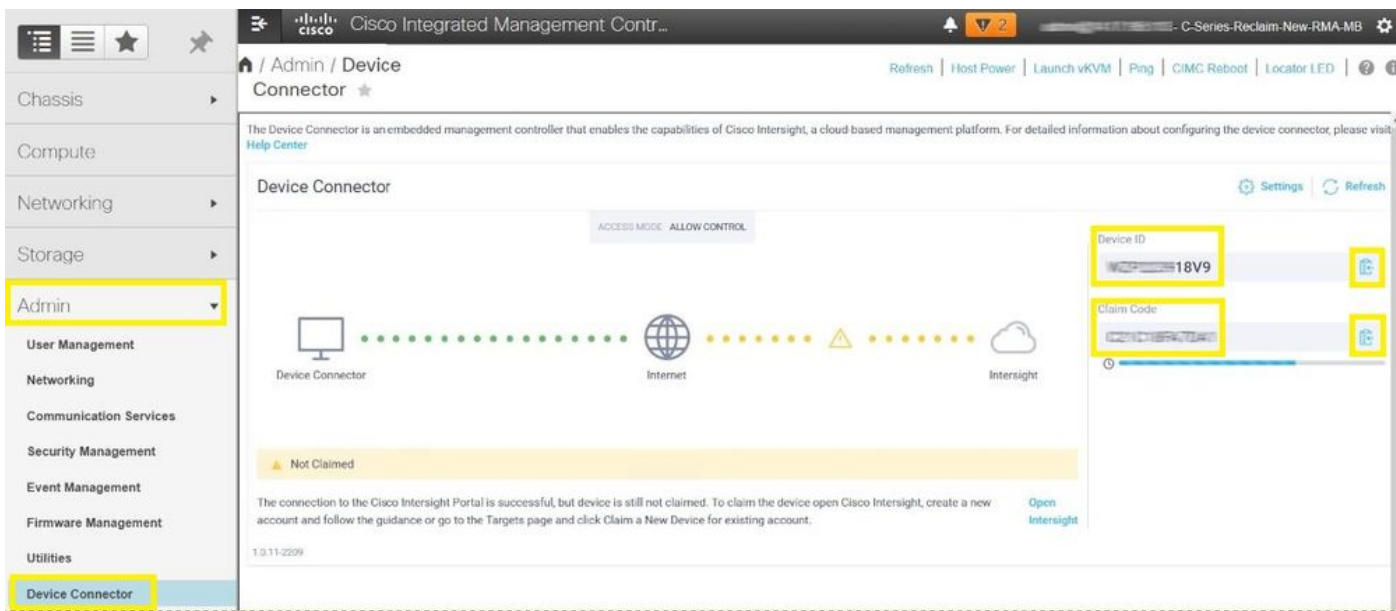 cisco Cisco Integrated Management Contr...
2
- C-Series-Reclaim-New-RMA-MB
/ Admin / Device
Connector
Refresh | Host Power | Launch vKVM | Ping | CIMC Reboot | Locator LED |
Chassis
Compute
Networking
Storage
Admin
User Management
Networking
Communication Services
Security Management
Event Management
Firmware Management
Utilities
Device Connector
The Device Connector is an embedded management controller that enables the capabilities of Cisco Intersight, a cloud-based management platform. For detailed information about configuring the device connector, please visit
Help Center
Device Connector
Settings | Refresh
ACCESS MODE ALLOW CONTROL
Device ID
18V9
Claim Code
Device Connector
Internet
Intersight
Not Claimed
The connection to the Cisco Intersight Portal is successful, but device is still not claimed. To claim the device open Cisco Intersight, create a new
account and follow the guidance or go to the Targets page and click Claim a New Device for existing account.
Open
Intersight
1.0.11-2209